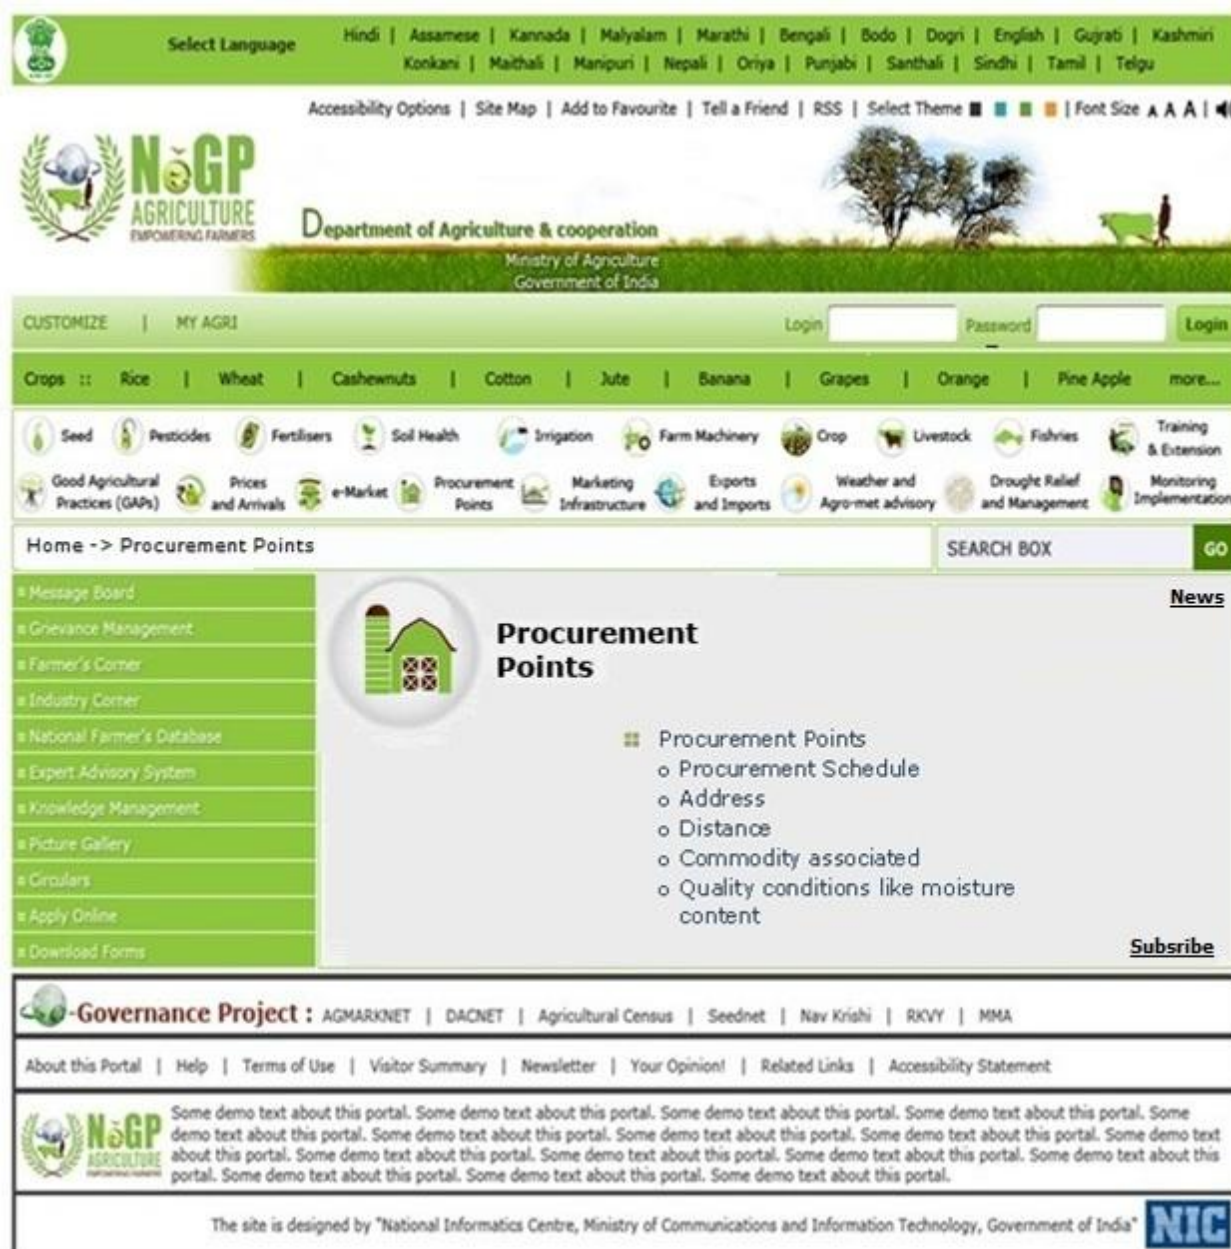 Select Language
Hindi | Assamese | Kannada | Malyalam | Marathi | Bengali | Bodo | Dogri | English | Gujrati | Kashmiri
Konkani | Maithali | Manipuri | Nepali | Oriya | Punjabi | Santhali | Sindhi | Tamil | Telgu
Accessibility Options | Site Map | Add to Favourite | Tell a Friend | RSS | Select Theme | Font Size A A A |
NeGP
AGRICULTURE
EMPOWERING FARMERS
Department of Agriculture & cooperation
Ministry of Agriculture
Government of India
CUSTOMIZE | MY AGRI Login Password Login
Crops :: Rice | Wheat | Cashewnuts | Cotton | Jute | Banana | Grapes | Orange | Pine Apple more...
Seed Pesticides Fertilisers Soil Health Irrigation Farm Machinery Crop Livestock Fishries Training & Extension
Good Agricultural Practices (GAPs) Prices and Arrivals e-Market Procurement Points Marketing Infrastructure Exports and Imports Weather and Agro-met advisory Drought Relief and Management Monitoring Implementation
Home -> Procurement Points SEARCH BOX GO
Message Board
Grievance Management
Farmer's Corner
Industry Corner
National Farmer's Database
Expert Advisory System
Knowledge Management
Picture Gallery
Circulars
Apply Online
Download Forms
News
Procurement
Points
Procurement Points
o Procurement Schedule
o Address
o Distance
o Commodity associated
o Quality conditions like moisture
content
Subsribe
-Governance Project : AGMARKNET | DACNET | Agricultural Census | Seednet | Nav Krishi | RKVY | MMA
About this Portal | Help | Terms of Use | Visitor Summary | Newsletter | Your Opinion! | Related Links | Accessibility Statement
NeGP
AGRICULTURE
EMPOWERING FARMERS
Some demo text about this portal. Some demo text about this portal. Some demo text about this portal. Some demo text about this portal. Some
demo text about this portal. Some demo text about this portal. Some demo text about this portal. Some demo text about this portal. Some demo text
about this portal. Some demo text about this portal. Some demo text about this portal. Some demo text about this portal. Some demo text about this
portal. Some demo text about this portal. Some demo text about this portal. Some demo text about this portal.
The site is designed by "National Informatics Centre, Ministry of Communications and Information Technology, Government of India"
NIC